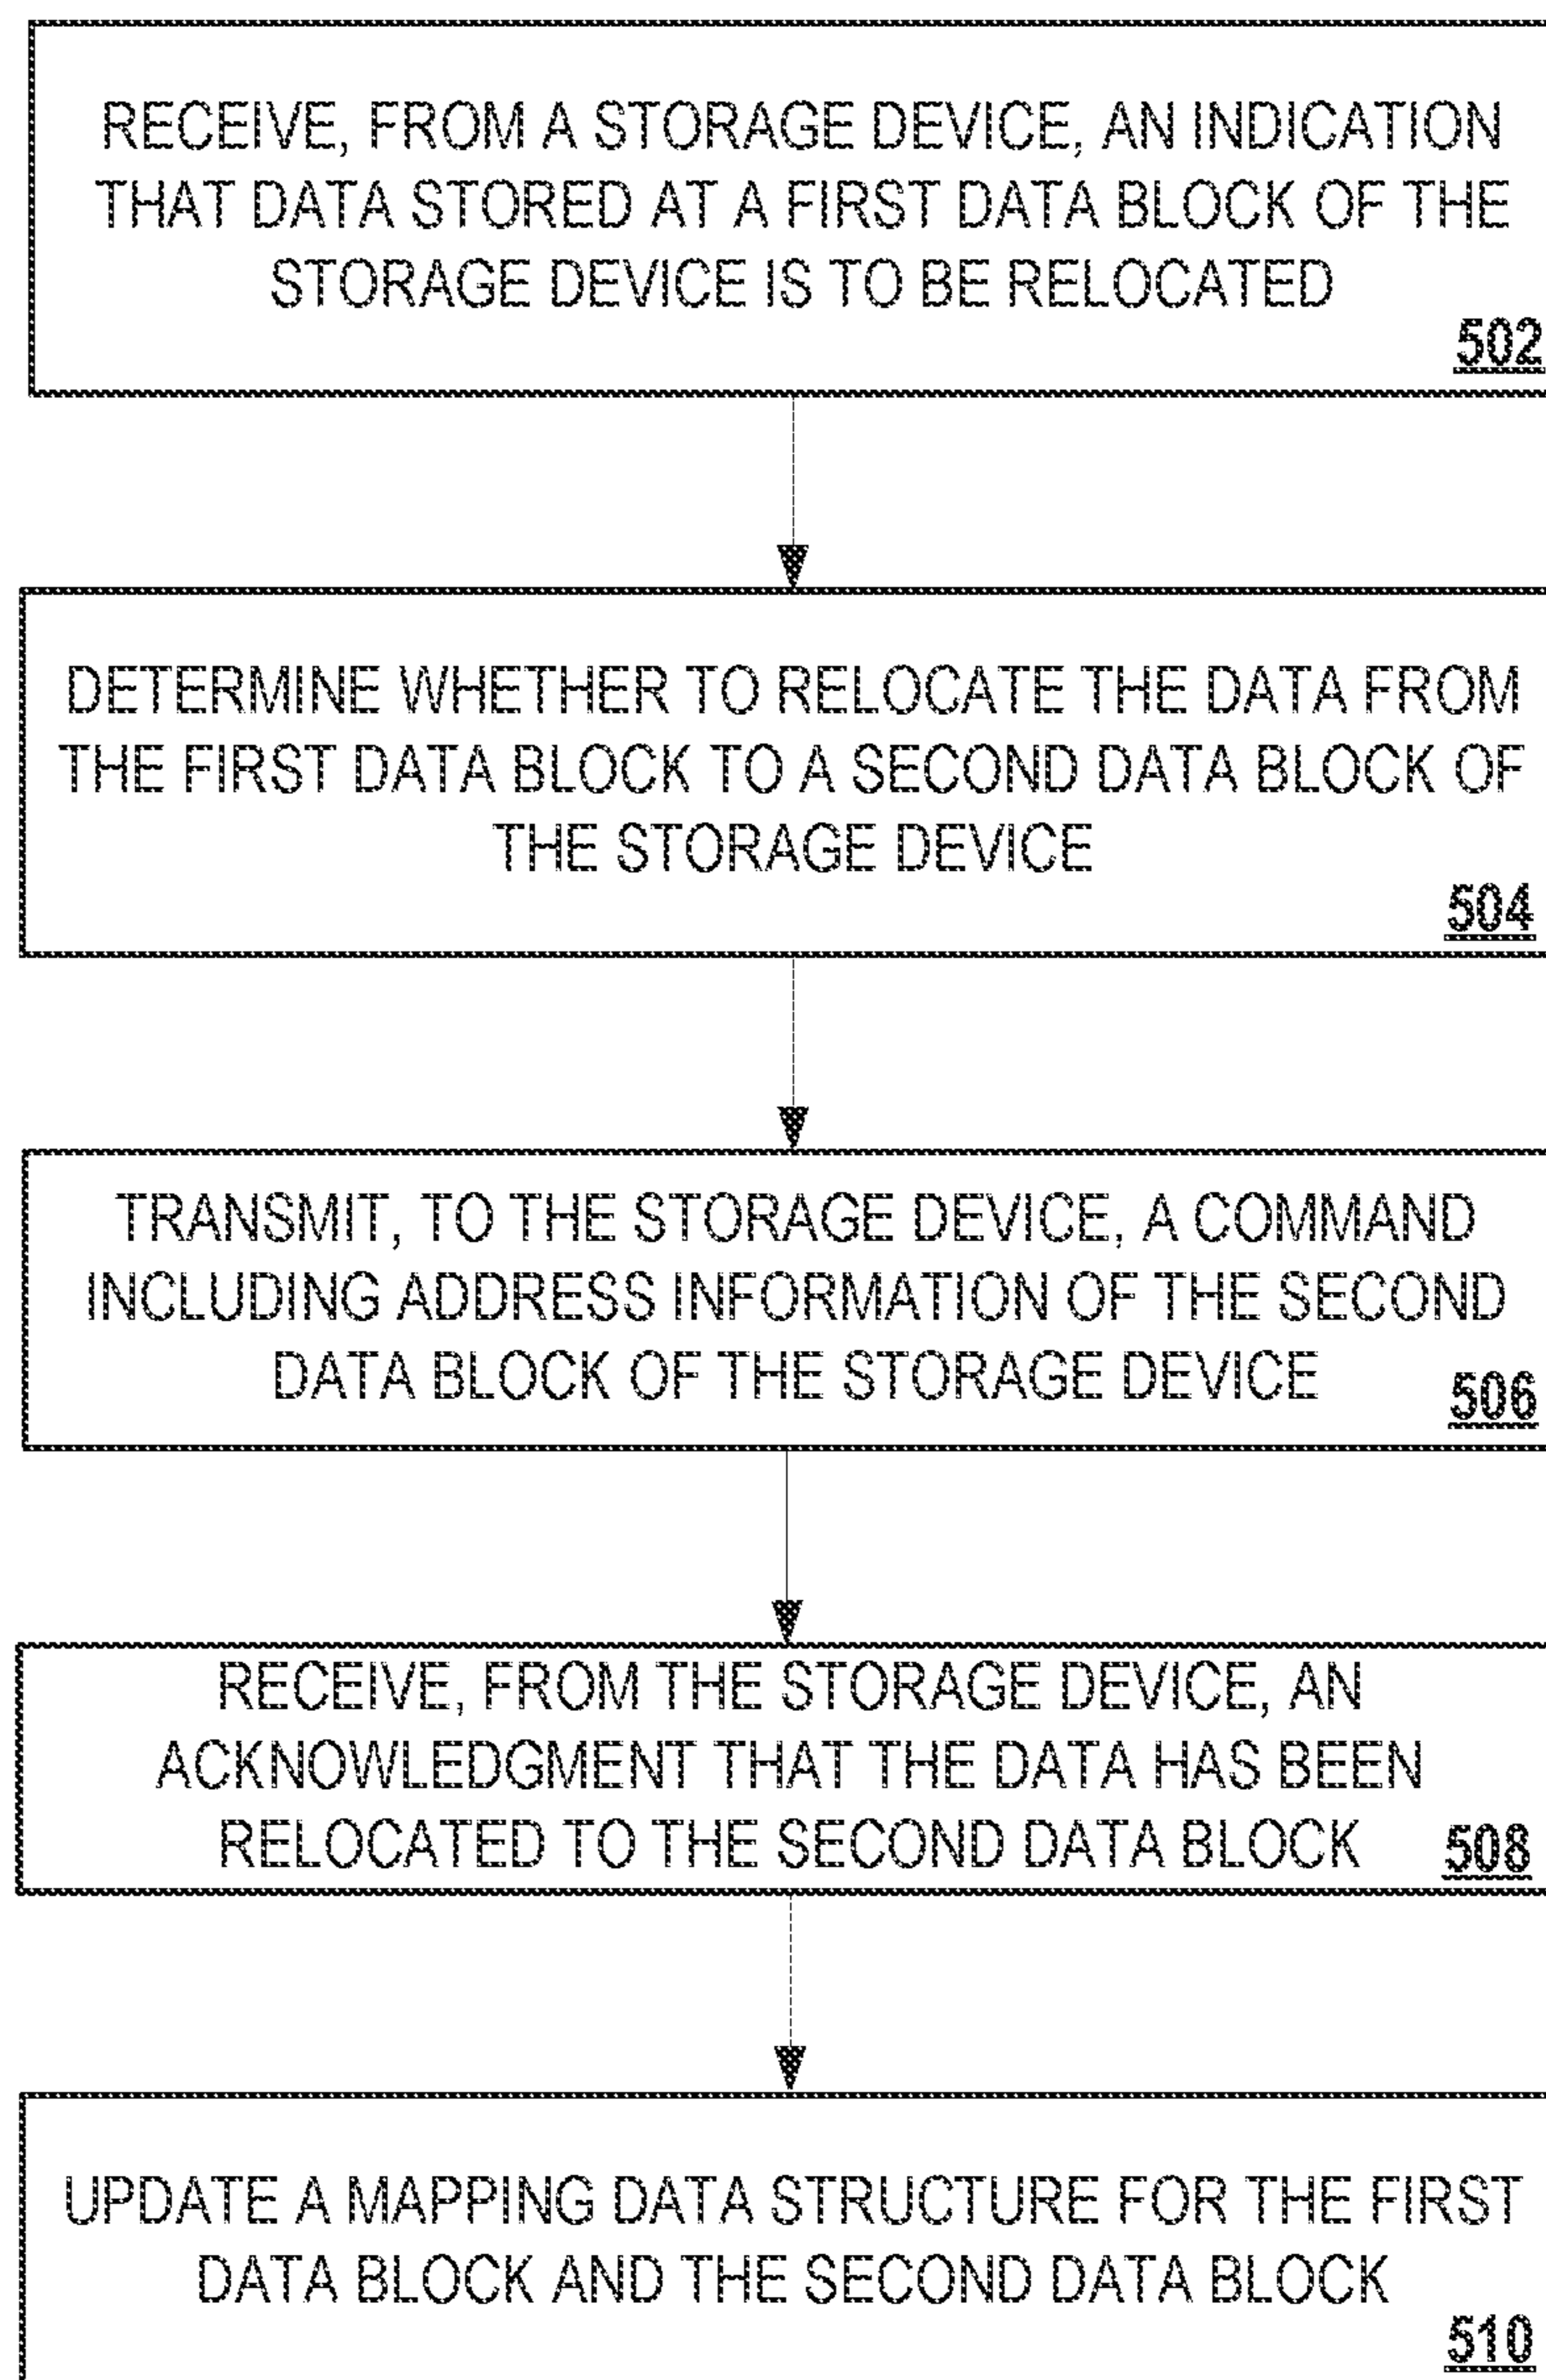 RECEIVE, FROM A STORAGE DEVICE, AN INDICATION
THAT DATA STORED AT A FIRST DATA BLOCK OF THE
STORAGE DEVICE IS TO BE RELOCATED
502
DETERMINE WHETHER TO RELOCATE THE DATA FROM
THE FIRST DATA BLOCK TO A SECOND DATA BLOCK OF
THE STORAGE DEVICE
504
TRANSMIT, TO THE STORAGE DEVICE, A COMMAND
INCLUDING ADDRESS INFORMATION OF THE SECOND
DATA BLOCK OF THE STORAGE DEVICE
506
RECEIVE, FROM THE STORAGE DEVICE, AN
ACKNOWLEDGMENT THAT THE DATA HAS BEEN
RELOCATED TO THE SECOND DATA BLOCK
508
UPDATE A MAPPING DATA STRUCTURE FOR THE FIRST
DATA BLOCK AND THE SECOND DATA BLOCK
510